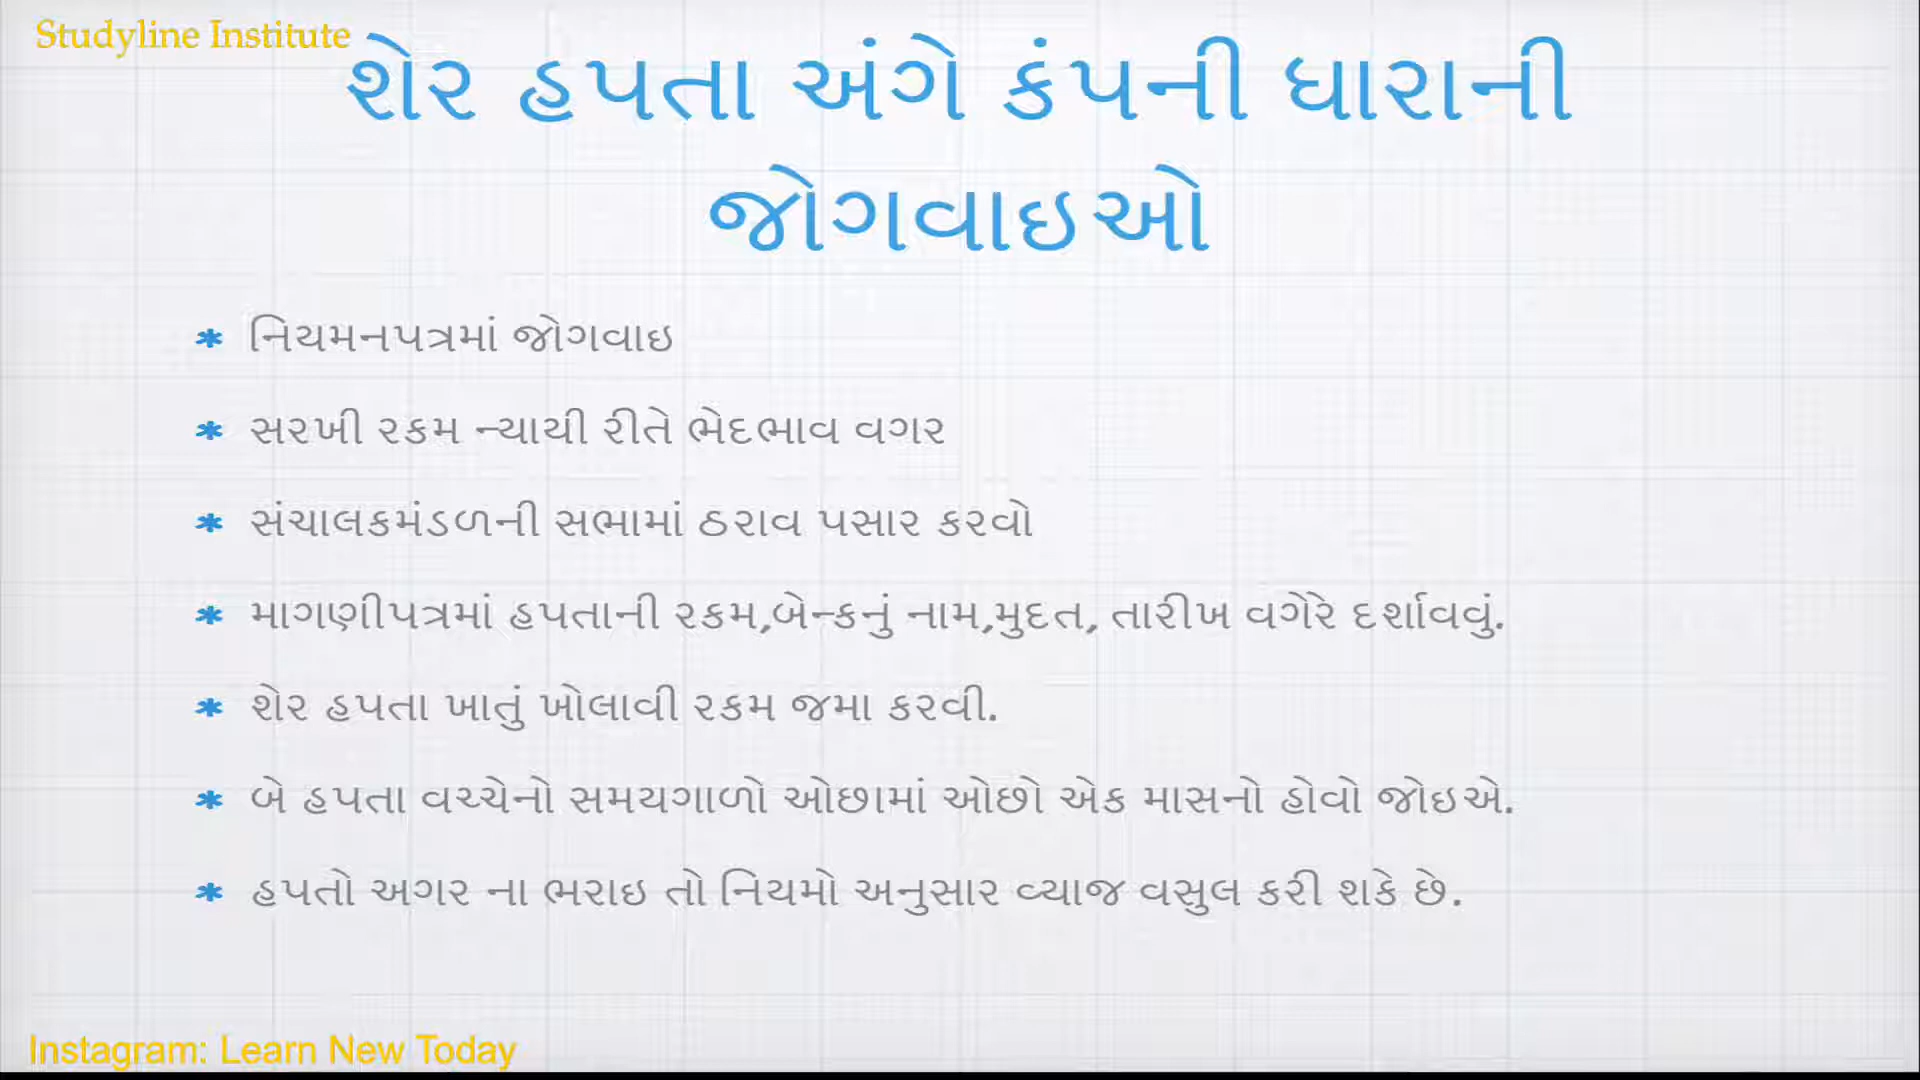 Studyline Institute
શેર હપતા અંગે કંપની ધારાની
જોગવાઇઓ
* નિયમનપત્રમાં જોગવાઇ
* સરખી રકમ ન્યાયી રીતે ભેદભાવ વગર
* સંચાલકમંડળની સભામાં ઠરાવ પસાર કરવો
* માગણીપત્રમાં હપતાની રકમ,બેન્કનું નામ,મુદત, તારીખ વગેરે દર્શાવવું.
* શેર હપતા ખાતું ખોલાવી રકમ જમા કરવી.
* બે હપતા વચ્ચેનો સમયગાળો ઓછામાં ઓછો એક માસનો હોવો જોઇએ.
* હપતો અગર ના ભરાઇ તો નિયમો અનુસાર વ્યાજ વસુલ કરી શકે છે.
Instagram: Learn New Today